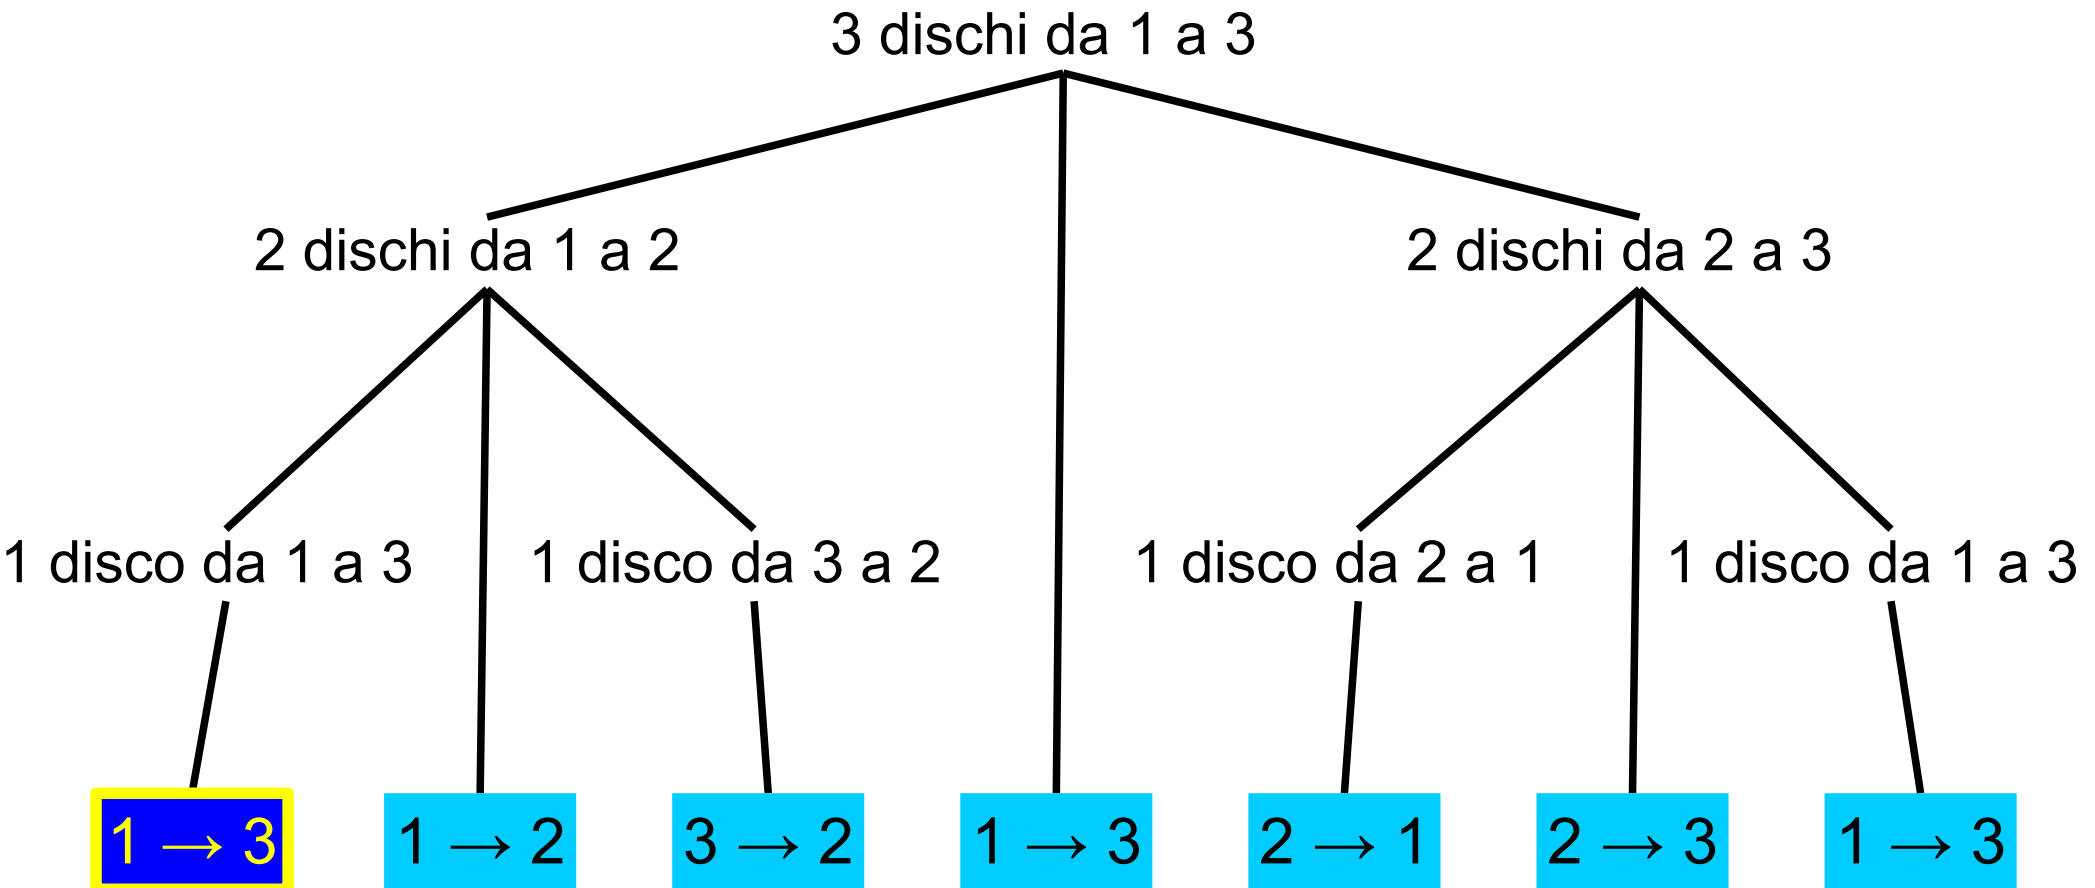 3 dischi da 1 a 3
2 dischi da 1 a 2
2 dischi da 2 a 3
1 disco da 1 a 3
1 disco da 3 a 2
1 disco da 2 a 1
1 disco da 1 a 3
1 → 3
1 → 2
3 → 2
1 → 3
2 → 1
2 → 3
1 → 3